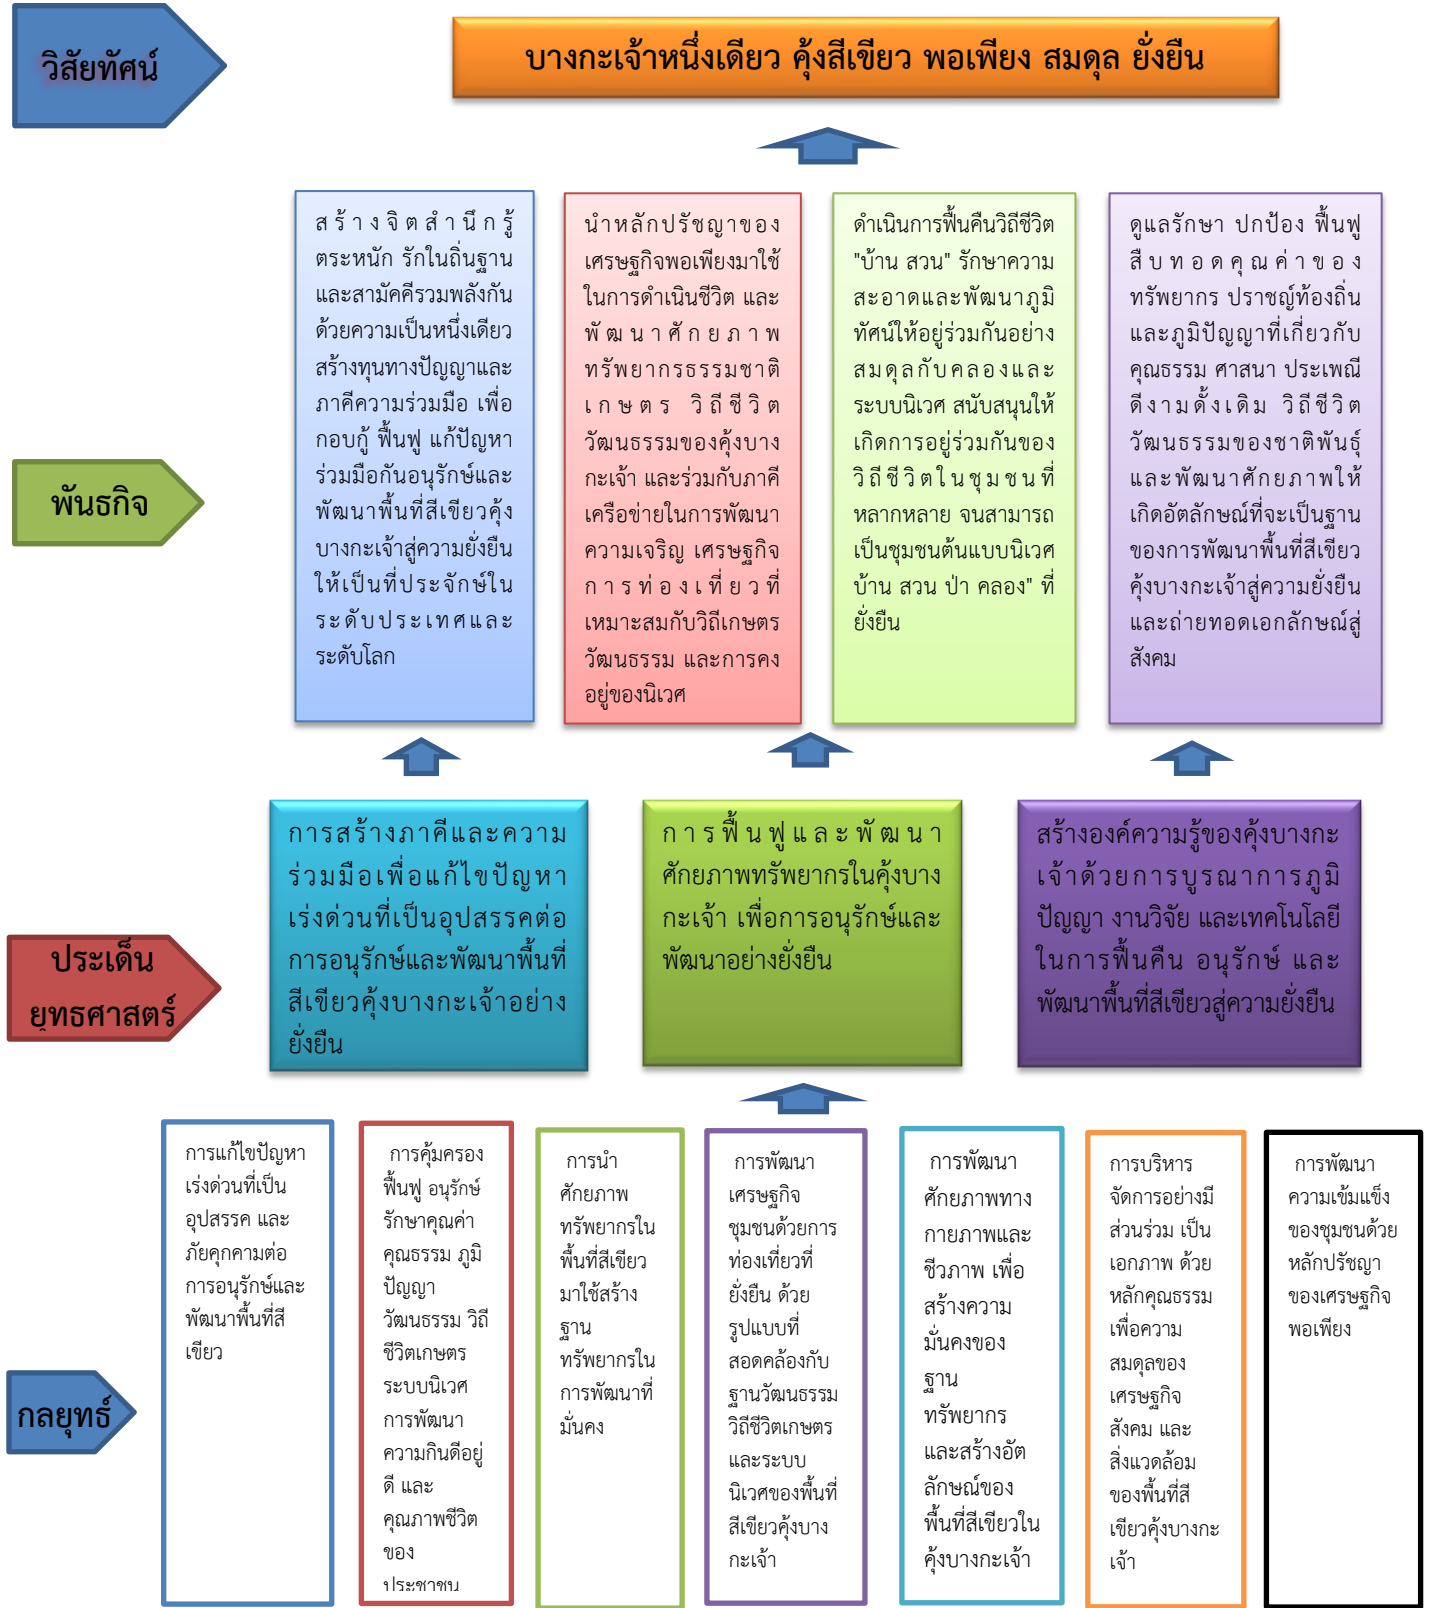 วิสัยทัศน์
บางกะเจ้าหนึ่งเดียว คุ้งสีเขียว พอเพียง สมดุล ยั่งยืน
พันธกิจ
สร้างจิตสำนึกรู้
ตระหนัก รักในถิ่นฐาน
และสามัคคีรวมพลังกัน
ด้วยความเป็นหนึ่งเดียว
สร้างทุนทางปัญญาและ
ภาคีความร่วมมือ เพื่อ
กอบกู้ ฟื้นฟู แก้ปัญหา
ร่วมมือกันอนุรักษ์และ
พัฒนาพื้นที่สีเขียวคุ้ง
บางกะเจ้าสู่ความยั่งยืน
ให้เป็นที่ประจักษ์ใน
ระดับประเทศและ
ระดับโลก
นำหลักปรัชญาของ
เศรษฐกิจพอเพียงมาใช้
ในการดำเนินชีวิต และ
พัฒนาศักยภาพ
ทรัพยากรธรรมชาติ
เกษตร วิถีชีวิต
วัฒนธรรมของคุ้งบาง
กะเจ้า และร่วมกับภาคี
เครือข่ายในการพัฒนา
ความเจริญ เศรษฐกิจ
การท่องเที่ยวที่
เหมาะสมกับวิถีเกษตร
วัฒนธรรม และการคง
อยู่ของนิเวศ
ดำเนินการฟื้นคืนวิถีชีวิต
"บ้าน สวน" รักษาความ
สะอาดและพัฒนาภูมิ
ทัศน์ให้อยู่ร่วมกันอย่าง
สมดุลกับคลองและ
ระบบนิเวศ สนับสนุนให้
เกิดการอยู่ร่วมกันของ
วิถีชีวิตในชุมชนที่
หลากหลาย จนสามารถ
เป็นชุมชนต้นแบบนิเวศ
บ้าน สวน ป่า คลอง" ที่
ยั่งยืน
ดูแลรักษา ปกป้อง ฟื้นฟู
สืบทอดคุณค่าของ
ทรัพยากร ปราชญ์ท้องถิ่น
และภูมิปัญญาที่เกี่ยวกับ
คุณธรรม ศาสนา ประเพณี
ดีงามดั้งเดิม วิถีชีวิต
วัฒนธรรมของชาติพันธุ์
และพัฒนาศักยภาพให้
เกิดอัตลักษณ์ที่จะเป็นฐาน
ของการพัฒนาพื้นที่สีเขียว
คุ้งบางกะเจ้าสู่ความยั่งยืน
และถ่ายทอดเอกลักษณ์สู่
สังคม
ประเด็น
ยุทธศาสตร์
การสร้างภาคีและความ
ร่วมมือเพื่อแก้ไขปัญหา
เร่งด่วนที่เป็นอุปสรรคต่อ
การอนุรักษ์และพัฒนาพื้นที่
สีเขียวคุ้งบางกะเจ้าอย่าง
ยั่งยืน
การฟื้นฟูและพัฒนา
ศักยภาพทรัพยากรในคุ้งบาง
กะเจ้า เพื่อการอนุรักษ์และ
พัฒนาอย่างยั่งยืน
สร้างองค์ความรู้ของคุ้งบางกะ
เจ้าด้วยการบูรณาการภูมิ
ปัญญา งานวิจัย และเทคโนโลยี
ในการฟื้นคืน อนุรักษ์ และ
พัฒนาพื้นที่สีเขียวสู่ความยั่งยืน
กลยุทธ์
การแก้ไขปัญหา
เร่งด่วนที่เป็น
อุปสรรค และ
ภัยคุกคามต่อ
การอนุรักษ์และ
พัฒนาพื้นที่สี
เขียว
การคุ้มครอง
ฟื้นฟู อนุรักษ์
รักษาคุณค่า
คุณธรรม ภูมิ
ปัญญา
วัฒนธรรม วิถี
ชีวิตเกษตร
ระบบนิเวศ
การพัฒนา
ความกินดีอยู่
ดี และ
คุณภาพชีวิต
ของ
ประชาชน
การนำ
ศักยภาพ
ทรัพยากรใน
พื้นที่สีเขียว
มาใช้สร้าง
ฐาน
ทรัพยากรใน
การพัฒนาที่
มั่นคง
การพัฒนา
เศรษฐกิจ
ชุมชนด้วยการ
ท่องเที่ยวที่
ยั่งยืน ด้วย
รูปแบบที่
สอดคล้องกับ
ฐานวัฒนธรรม
วิถีชีวิตเกษตร
และระบบ
นิเวศของพื้นที่
สีเขียวคุ้งบาง
กะเจ้า
การพัฒนา
ศักยภาพทาง
กายภาพและ
ชีวภาพ เพื่อ
สร้างความ
มั่นคงของ
ฐาน
ทรัพยากร
และสร้างอัต
ลักษณ์ของ
พื้นที่สีเขียวใน
คุ้งบางกะเจ้า
การบริหาร
จัดการอย่างมี
ส่วนร่วม เป็น
เอกภาพ ด้วย
หลักคุณธรรม
เพื่อความ
สมดุลของ
เศรษฐกิจ
สังคม และ
สิ่งแวดล้อม
ของพื้นที่สี
เขียวคุ้งบางกะ
เจ้า
การพัฒนา
ความเข้มแข็ง
ของชุมชนด้วย
หลักปรัชญา
ของเศรษฐกิจ
พอเพียง